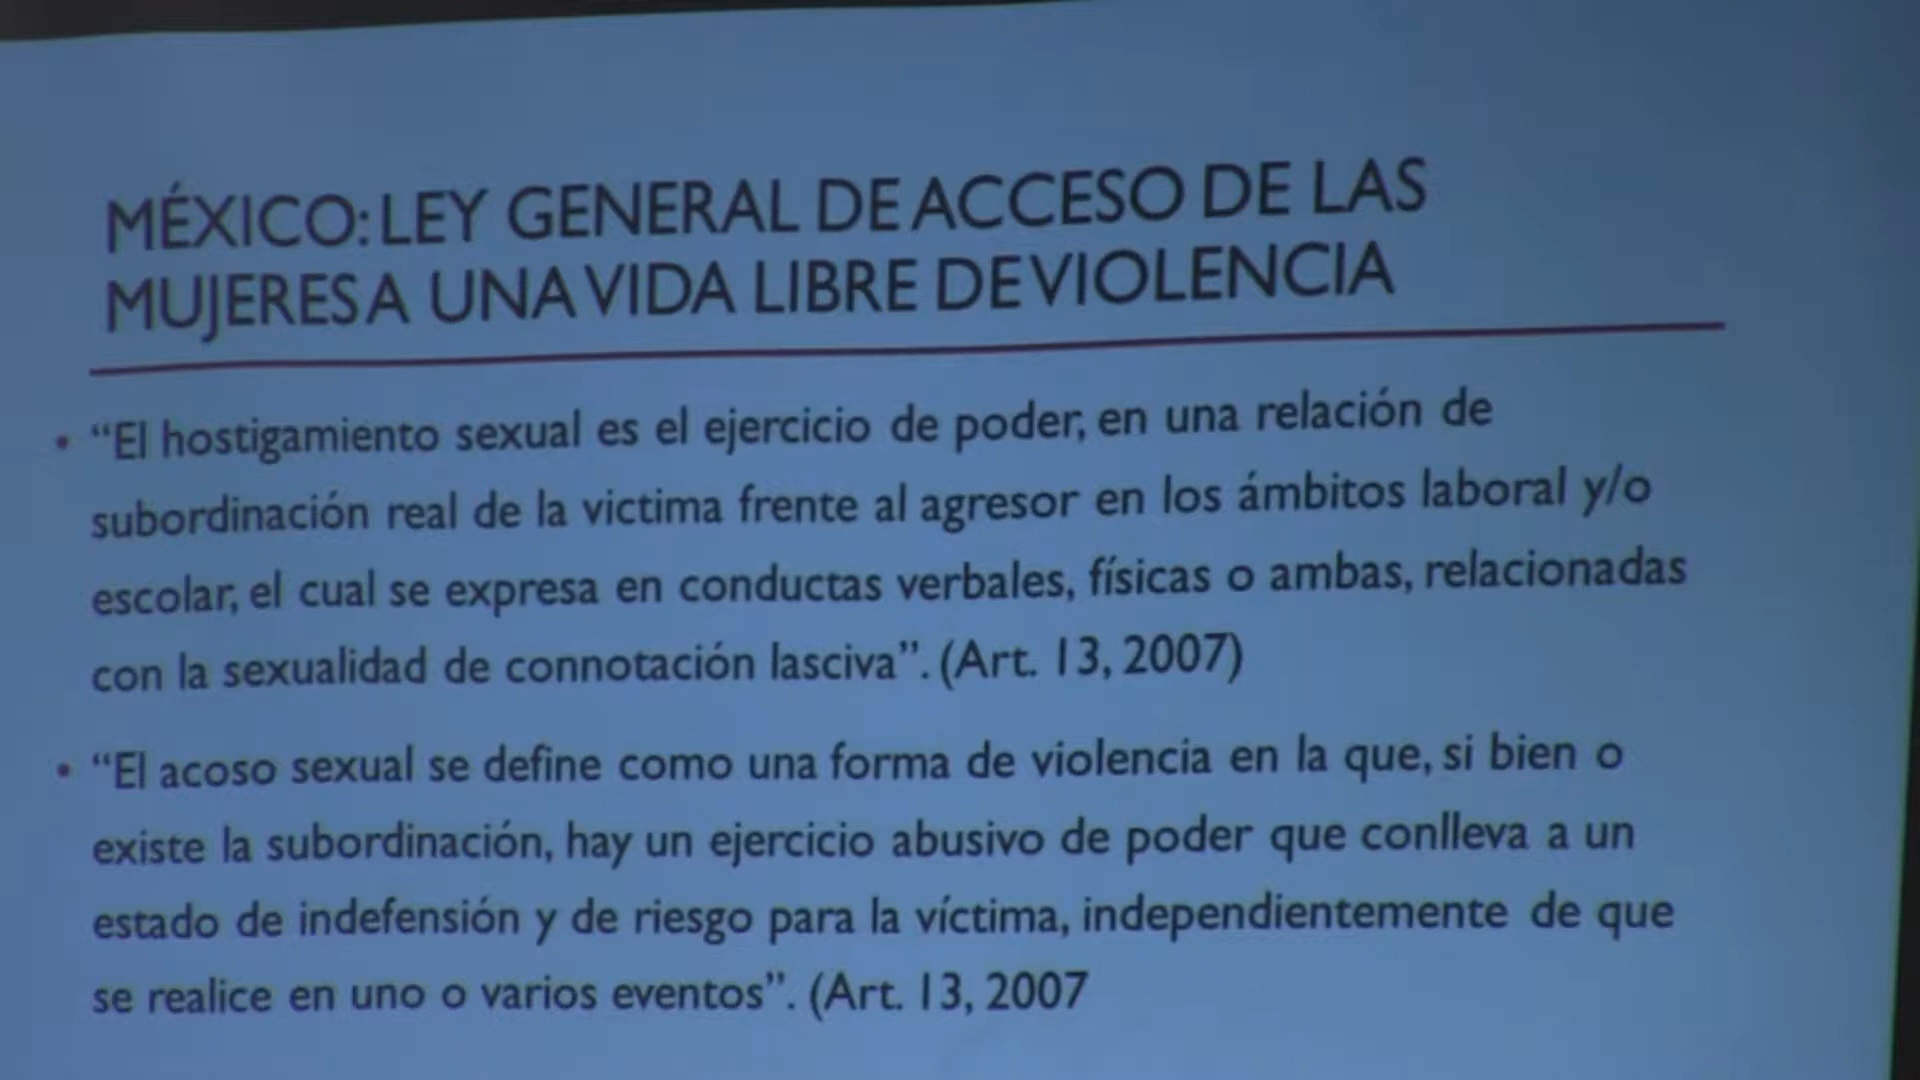 MÉXICO: LEY GENERAL DE ACCESO DE LAS
MUJERES A UNA VIDA LIBRE DE VIOLENCIA
• “El hostigamiento sexual es el ejercicio de poder, en una relación de
subordinación real de la victima frente al agresor en los ámbitos laboral y/o
escolar, el cual se expresa en conductas verbales, físicas o ambas, relacionadas
con la sexualidad de connotación lasciva”. (Art. 13, 2007)
• “El acoso sexual se define como una forma de violencia en la que, si bien o
existe la subordinación, hay un ejercicio abusivo de poder que conlleva a un
estado de indefensión y de riesgo para la víctima, independientemente de que
se realice en uno o varios eventos”. (Art. 13, 2007